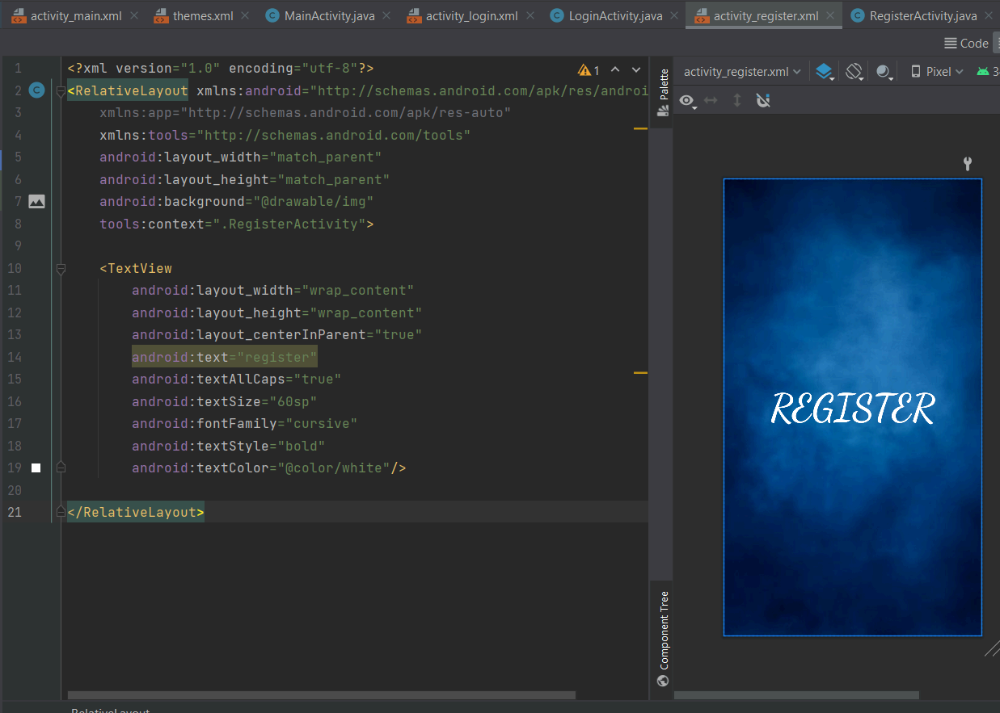 activity_main.xml themes.xml MainActivity.java activity_login.xml LoginActivity.java activity_register.xml RegisterActivity.java
Code
1 <?xml version="1.0" encoding="utf-8"?>
1
2 <RelativeLayout xmlns:android="http://schemas.android.com/apk/res/androi
3 xmlns:app="http://schemas.android.com/apk/res-auto"
4 xmlns:tools="http://schemas.android.com/tools"
5 android:layout_width="match_parent"
6 android:layout_height="match_parent"
7 android:background="@drawable/img"
8 tools:context=".RegisterActivity">
9
10 <TextView
11 android:layout_width="wrap_content"
12 android:layout_height="wrap_content"
13 android:layout_centerInParent="true"
14 android:text="register"
15 android:textAllCaps="true"
16 android:textSize="60sp"
17 android:fontFamily="cursive"
18 android:textStyle="bold"
19 android:textColor="@color/white"/>
20
21 </RelativeLayout>
RelativeLayout
Palette
Component Tree
activity_register.xml Pixel 3
REGISTER